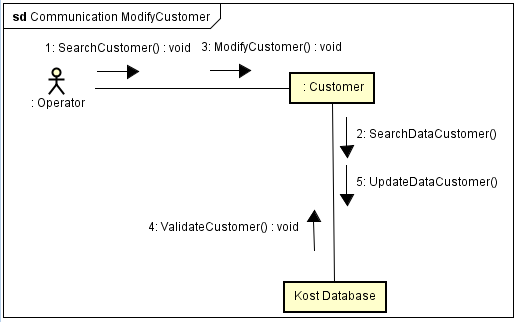 sd Communication ModifyCustomer
1: SearchCustomer() : void
3: ModifyCustomer() : void
: Operator
: Customer
2: SearchDataCustomer()
5: UpdateDataCustomer()
4: ValidateCustomer() : void
Kost Database